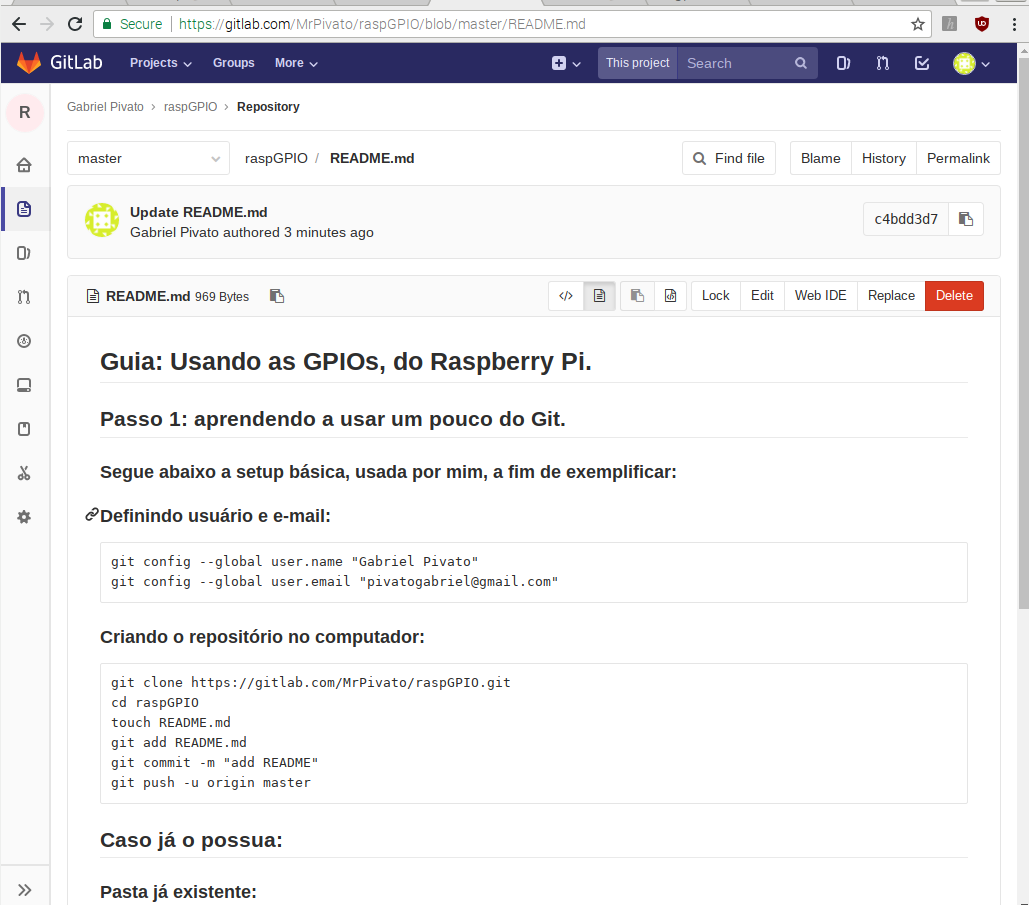 Secure https://gitlab.com/MrPivato/raspGPIO/blob/master/README.md
GitLab Projects Groups More This project Search
R Gabriel Pivato › raspGPIO › Repository
master raspGPIO / README.md Find file Blame History Permalink
Update README.md
Gabriel Pivato authored 3 minutes ago
c4bdd3d7
README.md 969 Bytes </> Lock Edit Web IDE Replace Delete
Guia: Usando as GPIOs, do Raspberry Pi.
Passo 1: aprendendo a usar um pouco do Git.
Segue abaixo a setup básica, usada por mim, a fim de exemplificar:
Definindo usuário e e-mail:
git config --global user.name "Gabriel Pivato"
git config --global user.email "pivatogabriel@gmail.com"
Criando o repositório no computador:
git clone https://gitlab.com/MrPivato/raspGPIO.git
cd raspGPIO
touch README.md
git add README.md
git commit -m "add README"
git push -u origin master
Caso já o possua:
Pasta já existente: